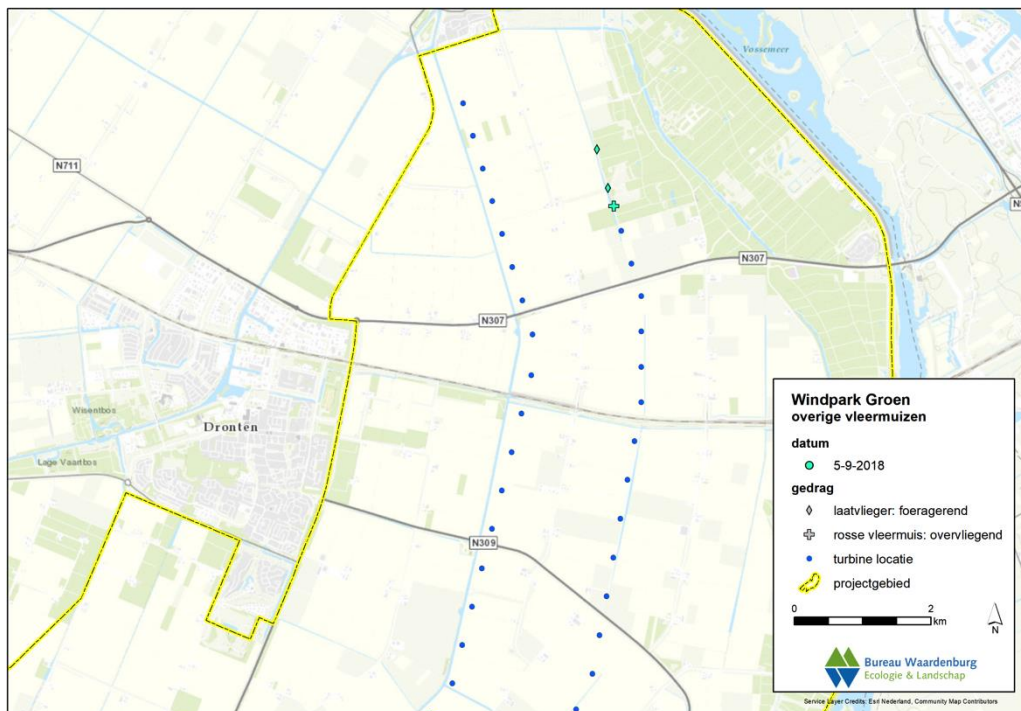 Vossemeer
N711
N307
N307
Wisentbos
Dronten
Lage Vaartbos
N309
Windpark Groen
overige vleermuizen
datum
5-9-2018
gedrag
laatvlieger: foeragerend
rosse vleermuis: overvliegend
turbine locatie
projectgebied
0 2
km
N
Bureau Waardenburg
Ecologie & Landschap
Service Layer Credits: Esri Nederland, Community Map Contributors